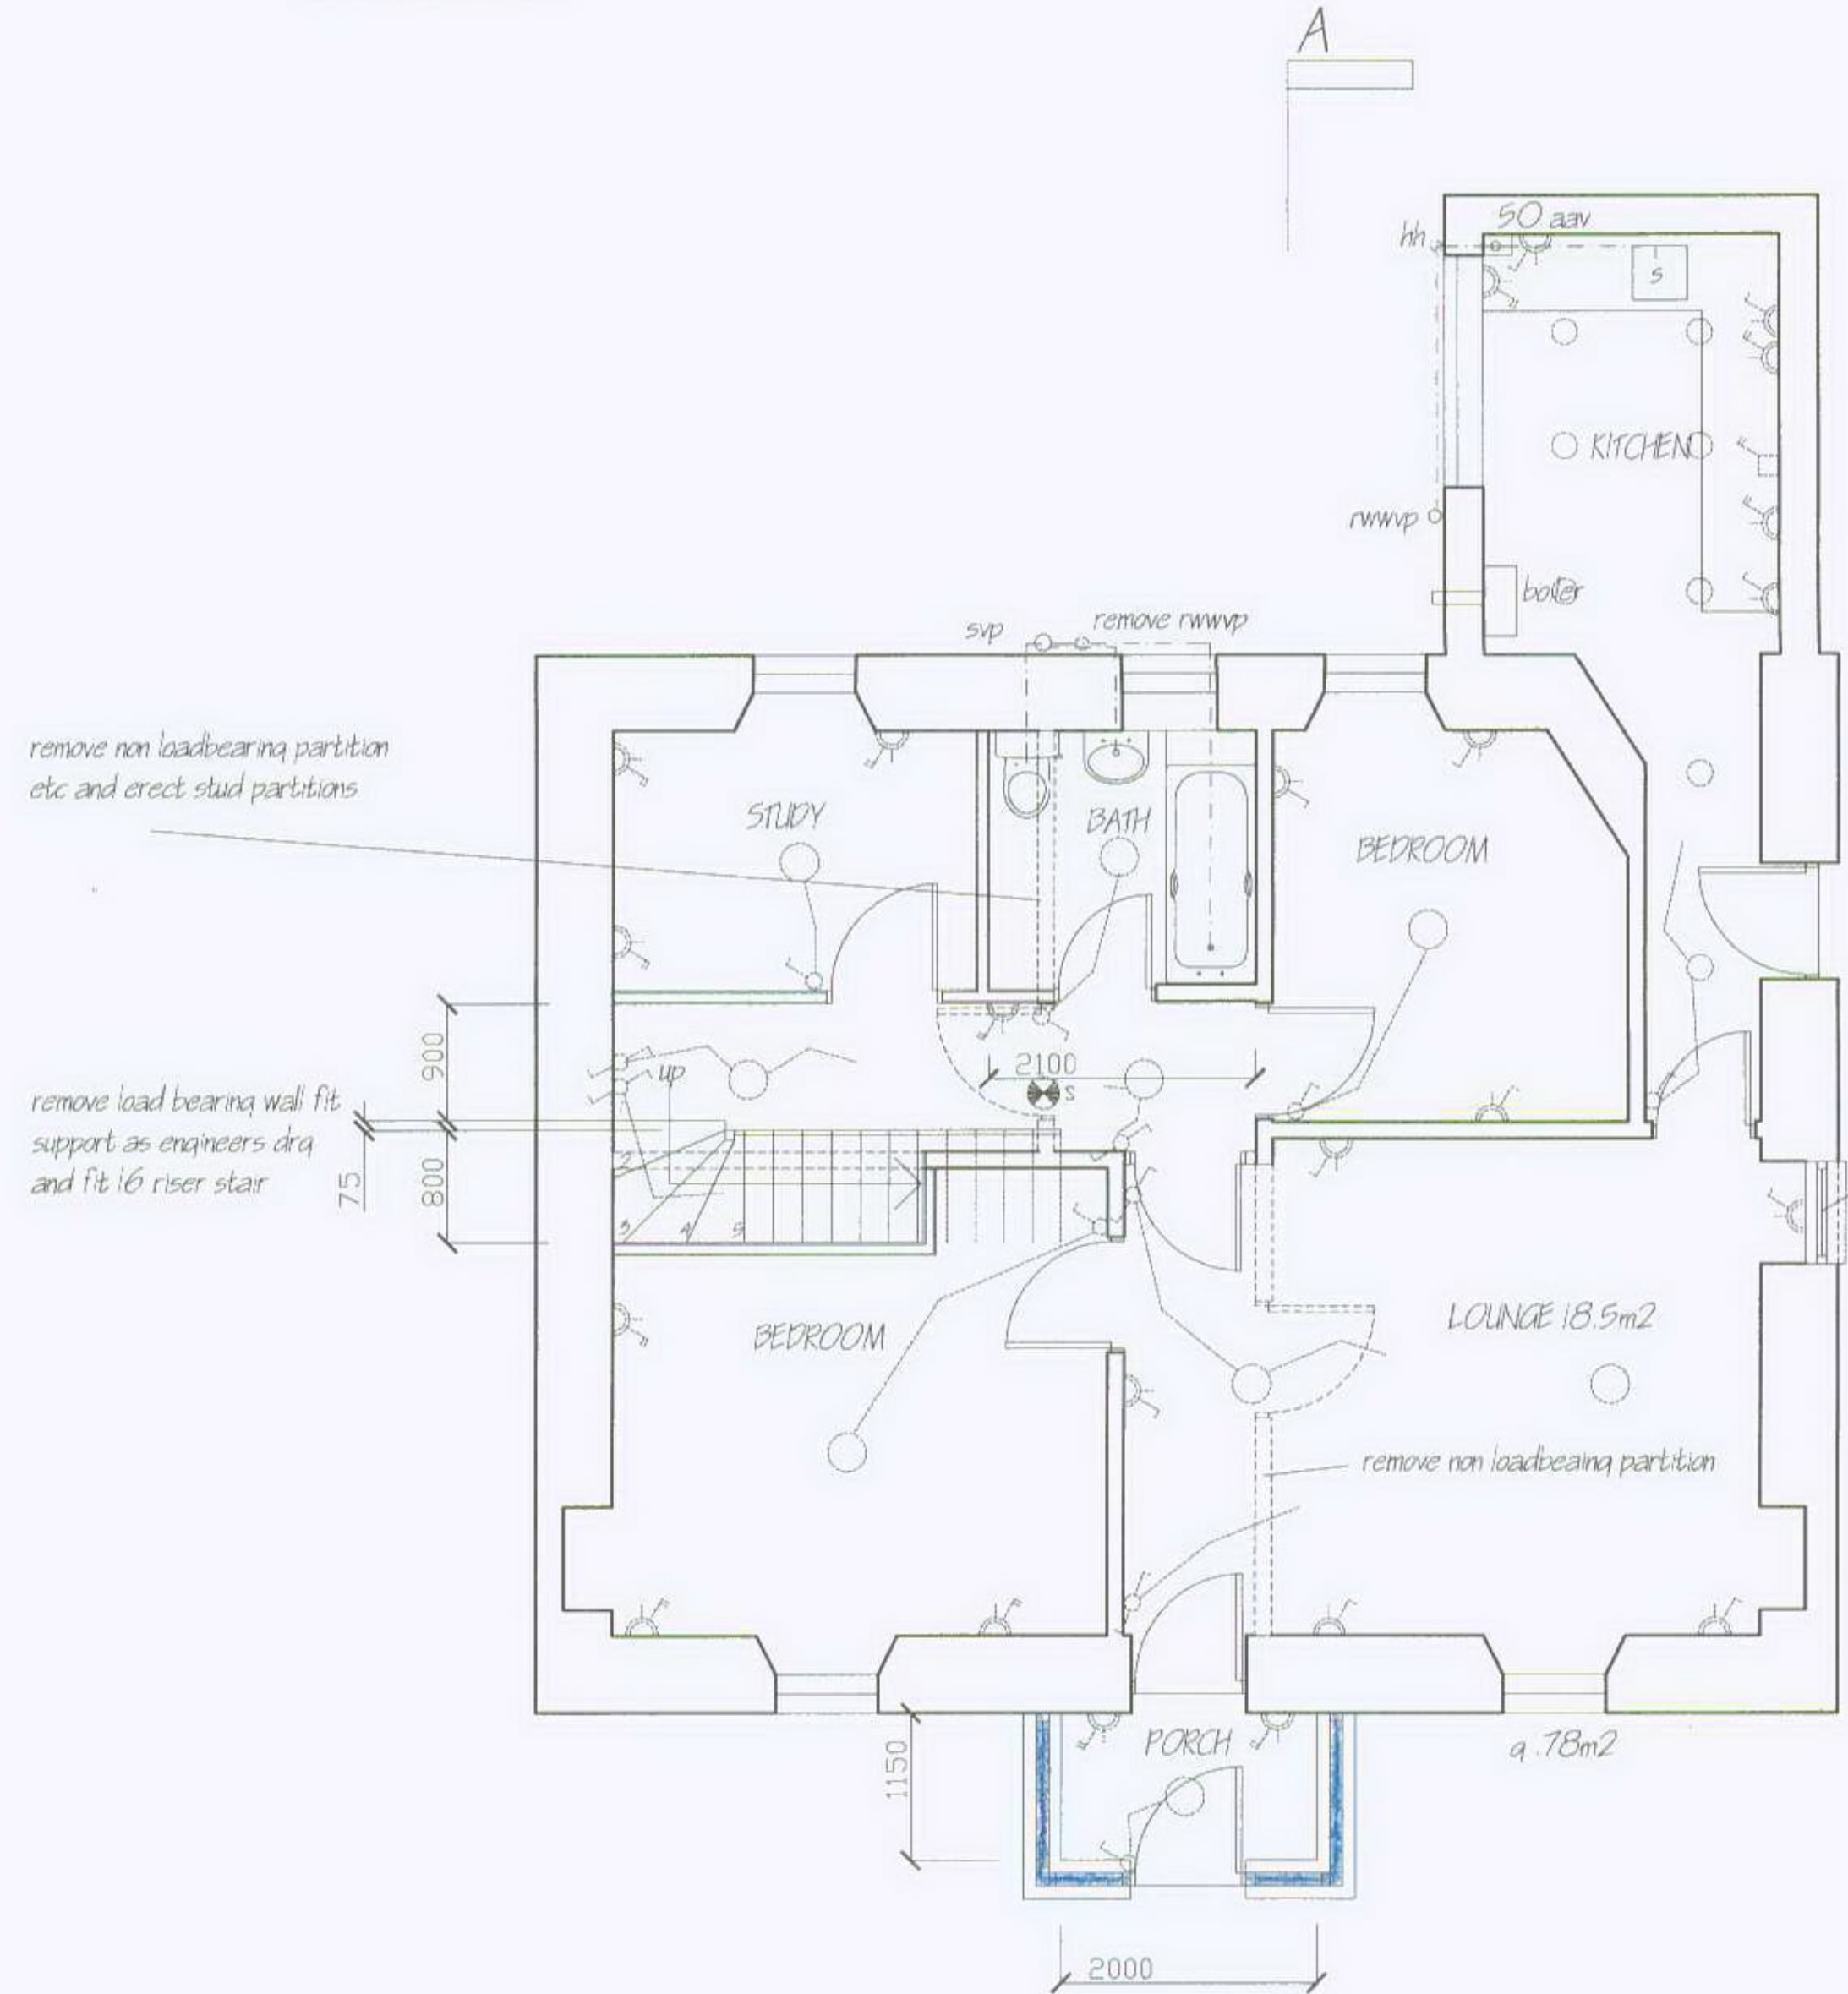 A
50 aav
hh
s
KITCHEN
rwwvp
boiler
svp
remove rwwvp
remove non loadbearing partition
etc and erect stud partitions
STUDY
BATH
BEDROOM
900
2100
up
s
remove load bearing wall fit
support as engineers drg
and fit 16 riser stair
75
800
2
3
4
5
BEDROOM
LOUNGE 18.5m2
remove non loadbeaing partition
PORCH
g .78m2
1150
2000